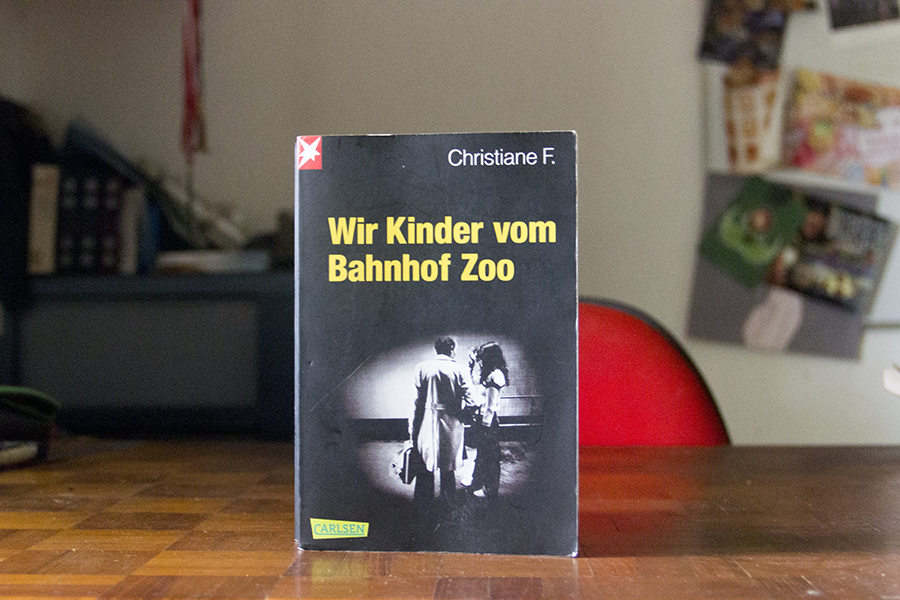 Christiane F.
Wir Kinder vom
Bahnhof Zoo
CARLSEN